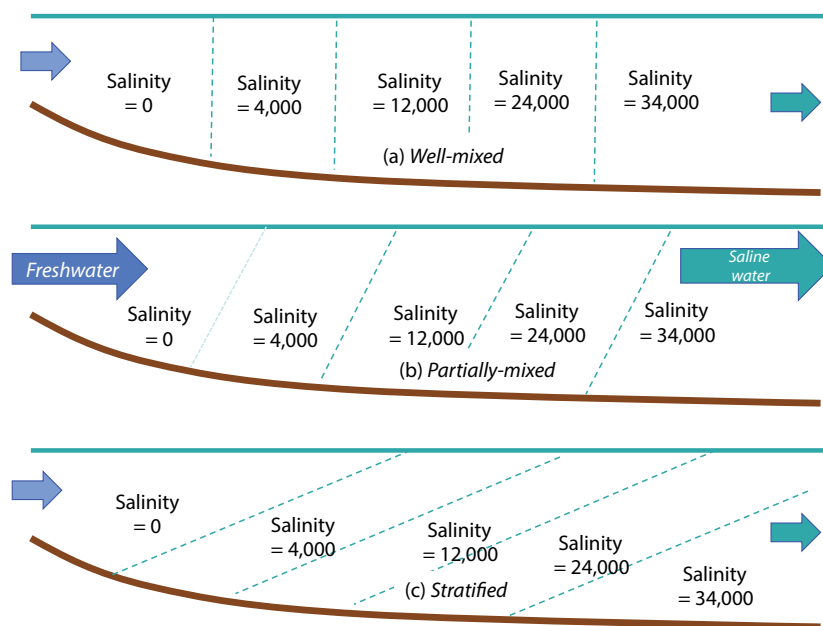 Salinity
= 0
Salinity
= 4,000
Salinity
= 12,000
Salinity
= 24,000
Salinity
= 34,000
(a) Well-mixed
Freshwater
Saline
water
Salinity
= 0
Salinity
= 4,000
Salinity
= 12,000
Salinity
= 24,000
Salinity
= 34,000
(b) Partially-mixed
Salinity
= 0
Salinity
= 4,000
Salinity
= 12,000
Salinity
= 24,000
Salinity
= 34,000
(c) Stratified